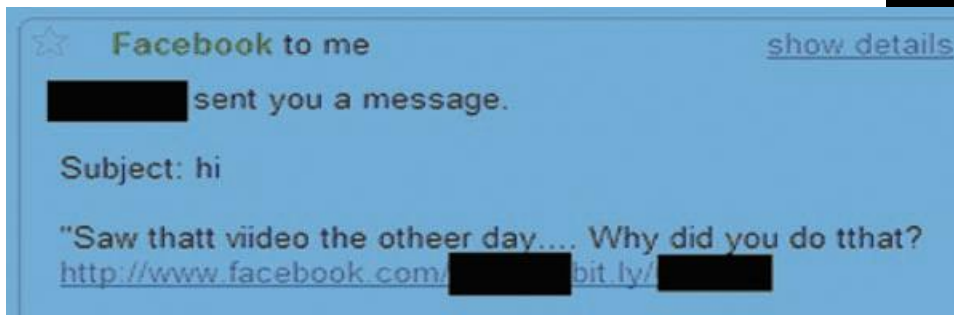 Facebook to me
show details
sent you a message.
Subject: hi
"Saw thatt viideo the otheer day.... Why did you do tthat?
http://www.facebook.com/ bit.ly/